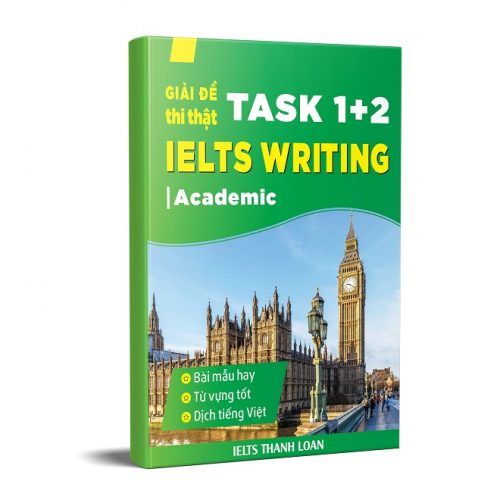 GIẢI ĐỀ
thi thật
TASK 1+2
IELTS WRITING
|Academic
Bài mẫu hay
Từ vựng tốt
Dịch tiếng Việt
IELTS THANH LOAN